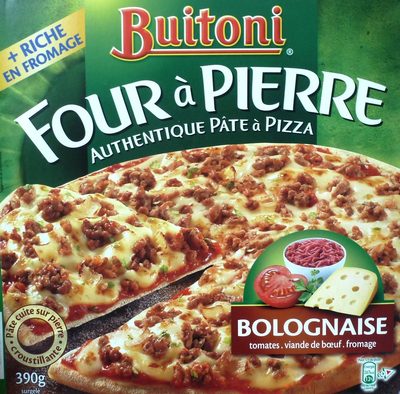 + RICHE
EN FROMAGE
Buitoni®
FOUR à PIERRE
AUTHENTIQUE PÂTE à PIZZA
Pâte cuite sur pierre
croustillante
BOLOGNAISE
tomates . viande de bœuf . fromage
390g
surgelé